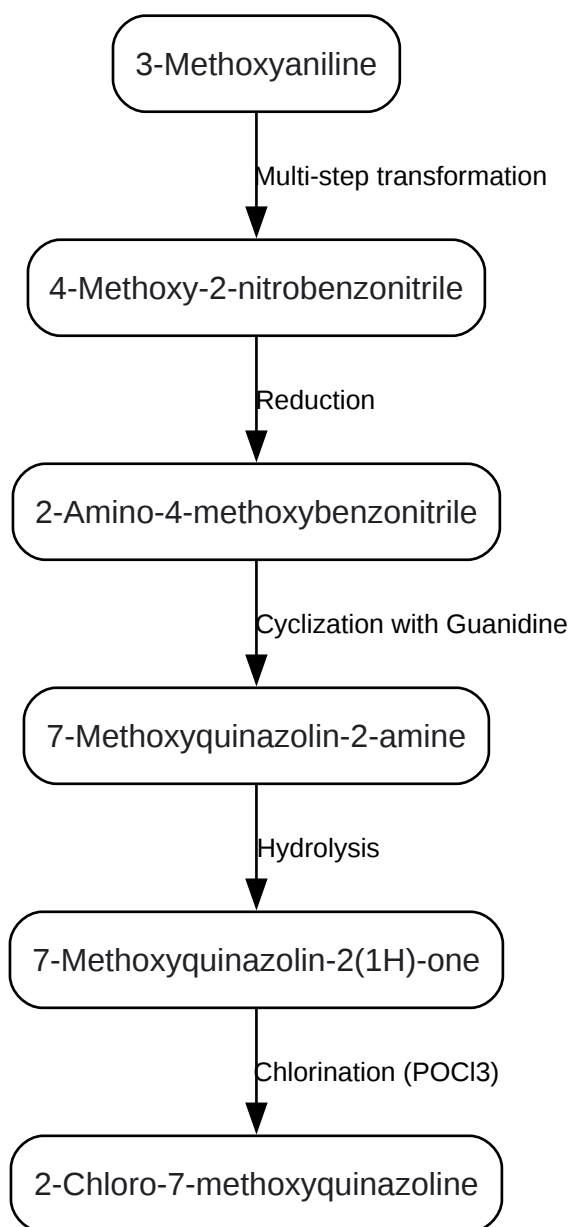 3-Methoxyaniline
Multi-step transformation
4-Methoxy-2-nitrobenzonitrile
Reduction
2-Amino-4-methoxybenzonitrile
Cyclization with Guanidine
7-Methoxyquinazolin-2-amine
Hydrolysis
7-Methoxyquinazolin-2(1H)-one
Chlorination (POCl3)
2-Chloro-7-methoxyquinazoline